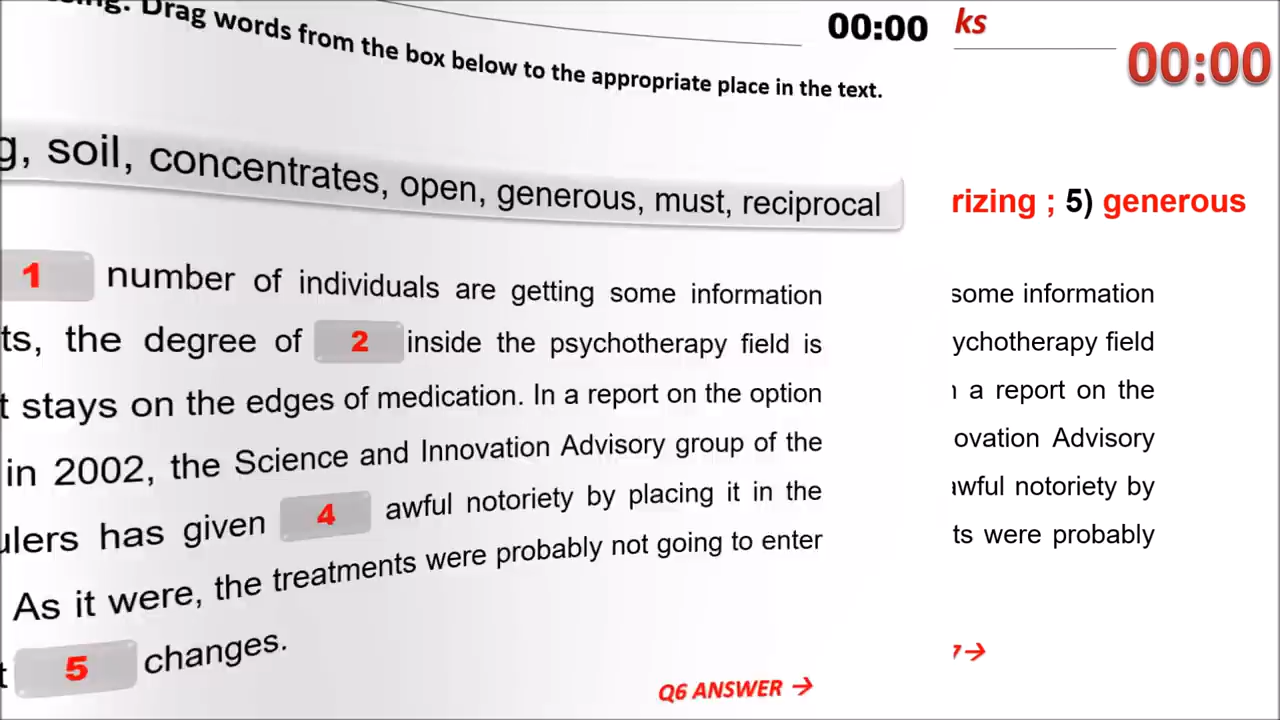 Drag words from the box below to the appropriate place in the text.
00:00
ks
00:00
soil, concentrates, open, generous, must, reciprocal
rizing ; 5) generous
1 number of individuals are getting some information
ts, the degree of 2 inside the psychotherapy field is
t stays on the edges of medication. In a report on the option
in 2002, the Science and Innovation Advisory group of the
ulers has given 4 awful notoriety by placing it in the
As it were, the treatments were probably not going to enter
t 5 changes.
Q6 ANSWER →
some information
ychotherapy field
a report on the
ovation Advisory
awful notoriety by
ts were probably
→